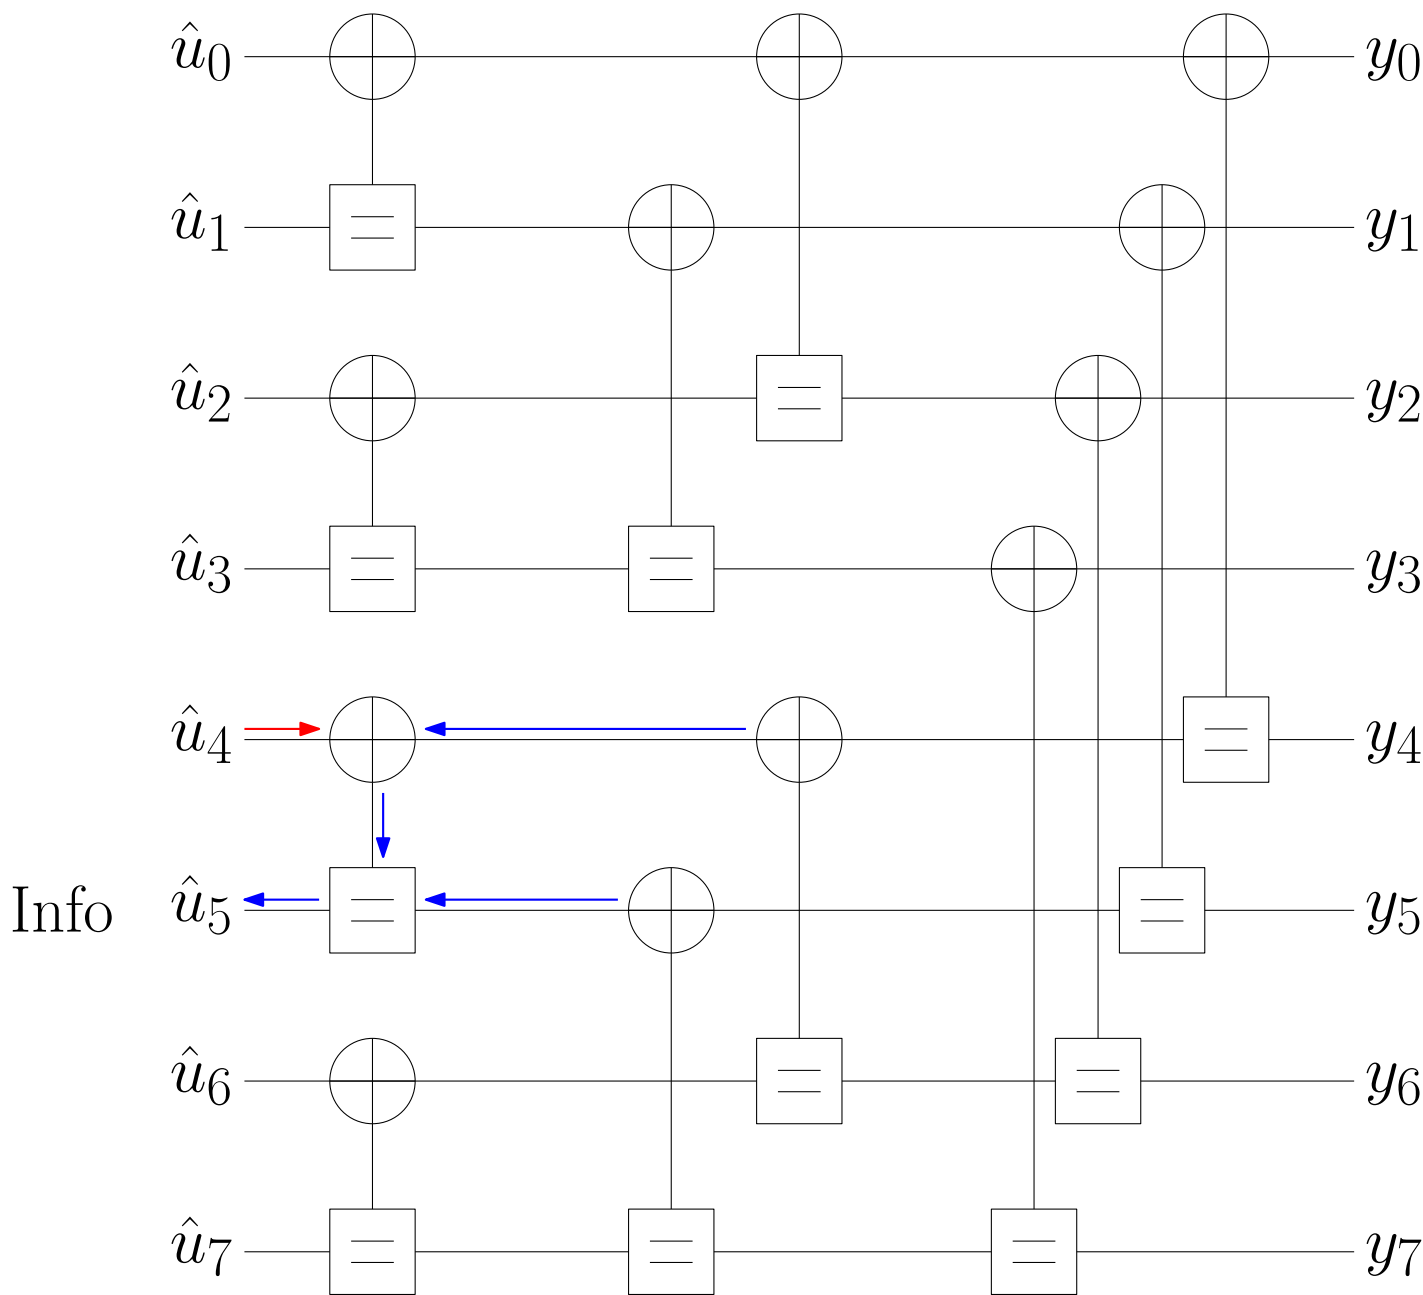 û₀ y₀
û₁ y₁
û₂ y₂
û₃ y₃
û₄ y₄
Info û₅ y₅
û₆ y₆
û₇ y₇